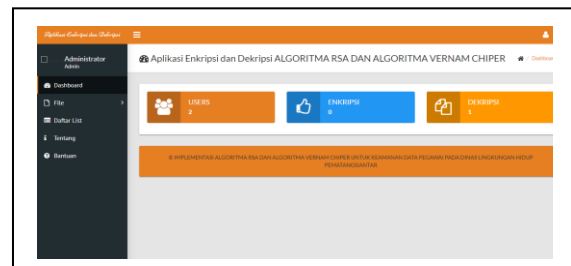 Aplikasi Enkripsi dan Dekripsi
Administrator
Admin
Dashboard
File
Daftar List
Tentang
Bantuan
Aplikasi Enkripsi dan Dekripsi ALGORITMA RSA DAN ALGORITMA VERNAM CHIPER
/ Dashboar
USERS
2
ENKRIPSI
0
DEKRIPSI
1
© IMPLEMENTASI ALGORITMA RSA DAN ALGORITMA VERNAM CHIPER UNTUK KEAMANAN DATA PEGAWAI PADA DINAS LINGKUNGAN HIDUP
PEMATANGSIANTAR